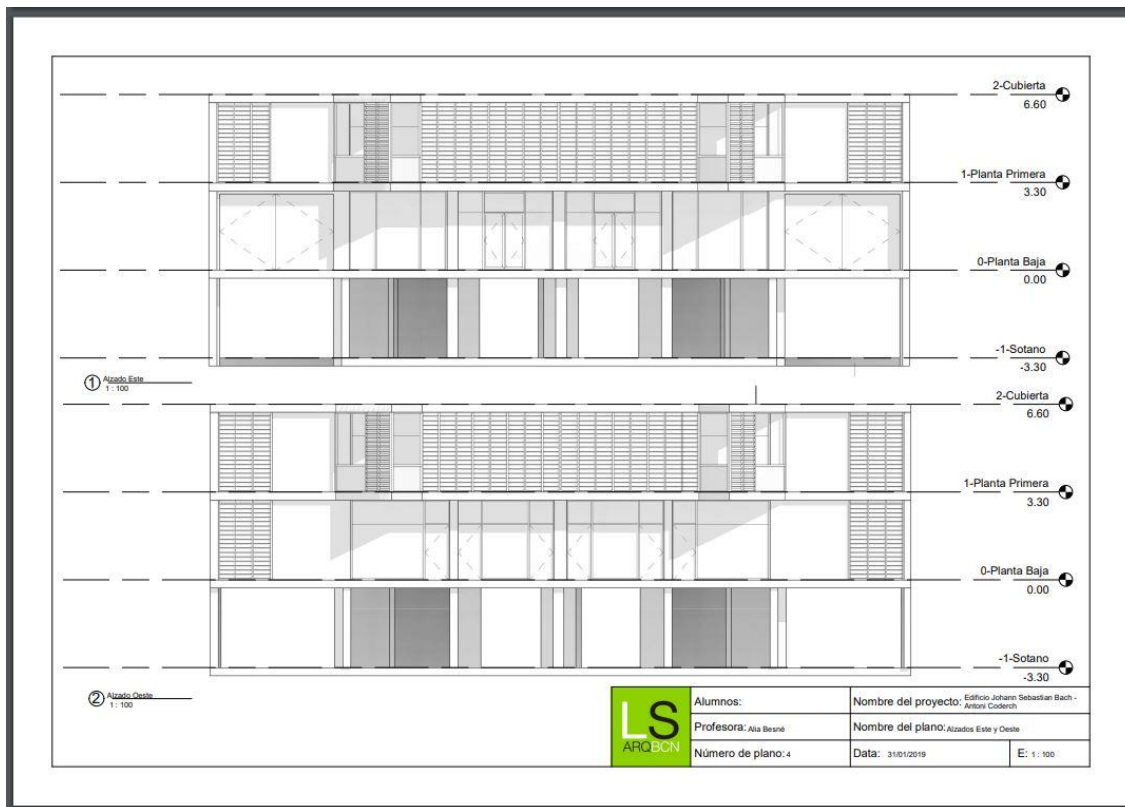 2-Cubierta
6.60
1-Planta Primera
3.30
0-Planta Baja
0.00
-1-Sotano
-3.30
1 Alzado Este
1 : 100
2-Cubierta
6.60
1-Planta Primera
3.30
0-Planta Baja
0.00
-1-Sotano
-3.30
2 Alzado Oeste
1 : 100
LS
ARQBCN
Alumnos:
Nombre del proyecto: Edificio Johann Sebastian Bach -
Antoni Coderch
Profesora: Alia Besné
Nombre del plano: Alzados Este y Oeste
Número de plano: 4
Data: 31/01/2019
E: 1 : 100